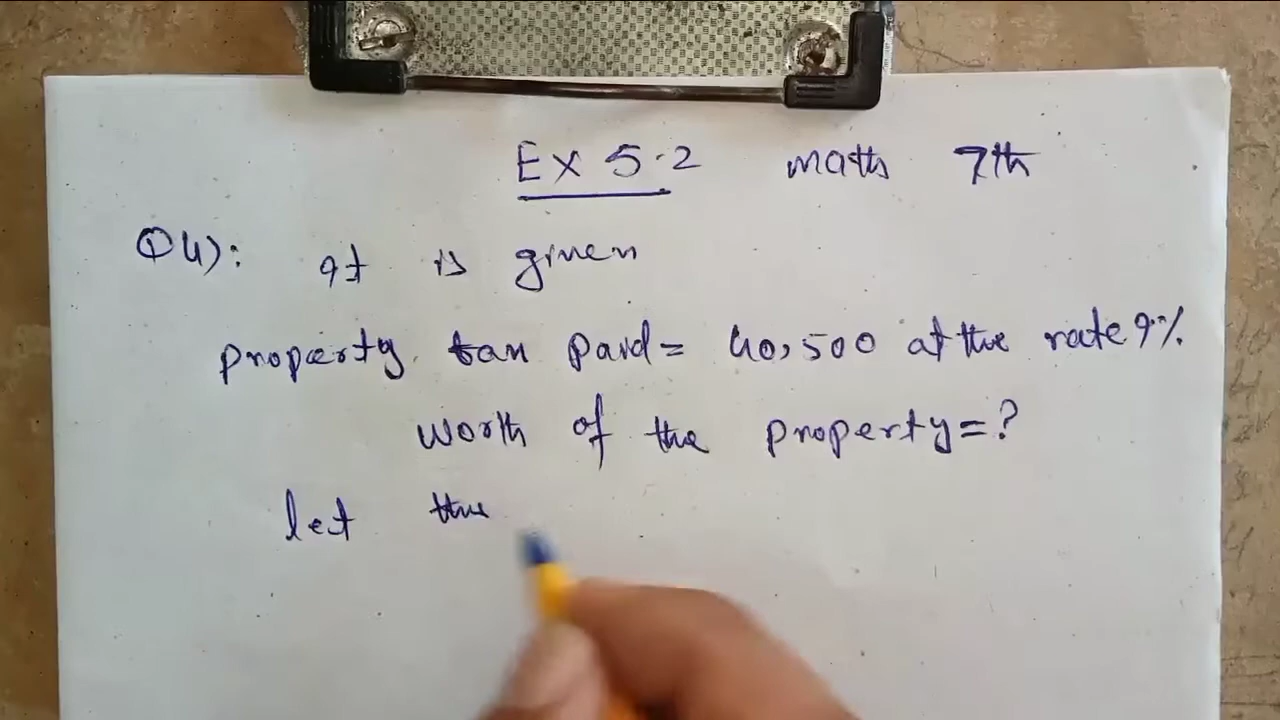 Ex 5.2 math 7th
Q4): It is given
property tax paid = 40,500 at the rate 9%
worth of the property = ?
let the